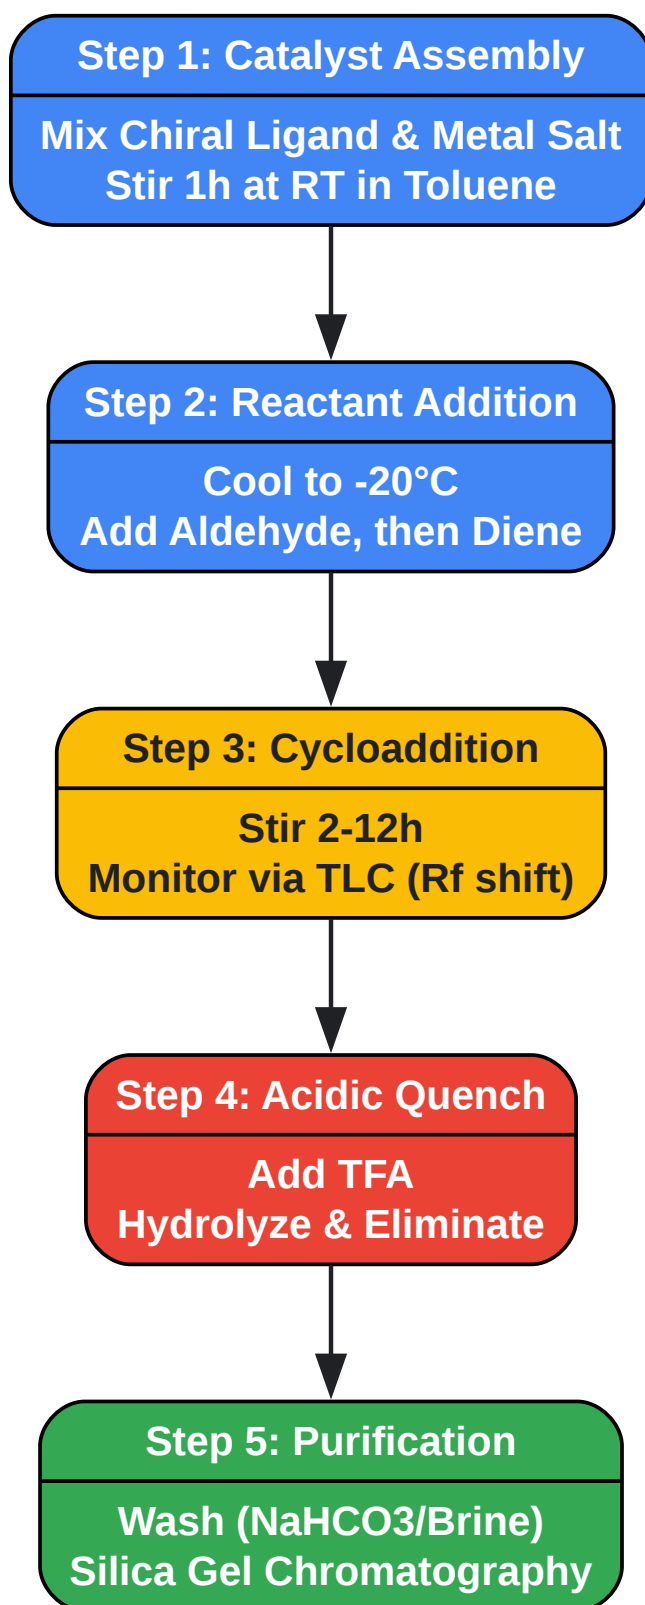 Step 1: Catalyst Assembly
Mix Chiral Ligand & Metal Salt
Stir 1h at RT in Toluene
Step 2: Reactant Addition
Cool to -20°C
Add Aldehyde, then Diene
Step 3: Cycloaddition
Stir 2-12h
Monitor via TLC (Rf shift)
Step 4: Acidic Quench
Add TFA
Hydrolyze & Eliminate
Step 5: Purification
Wash (NaHCO3/Brine)
Silica Gel Chromatography